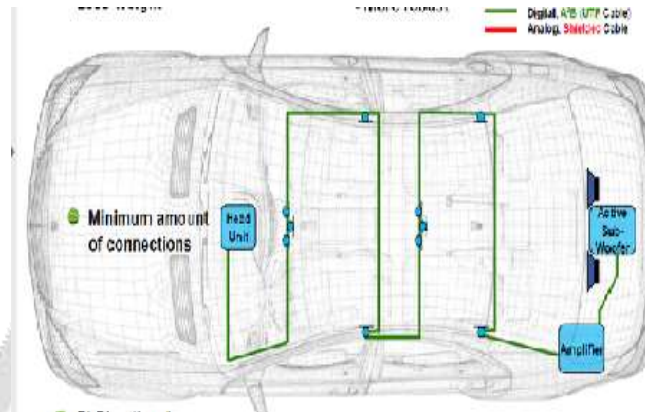 Digital, A²B (UTP Cable)
Analog, Shielded Cable
Minimum amount
of connections
Head
Unit
Active
Sub-
Woofer
Amplifier